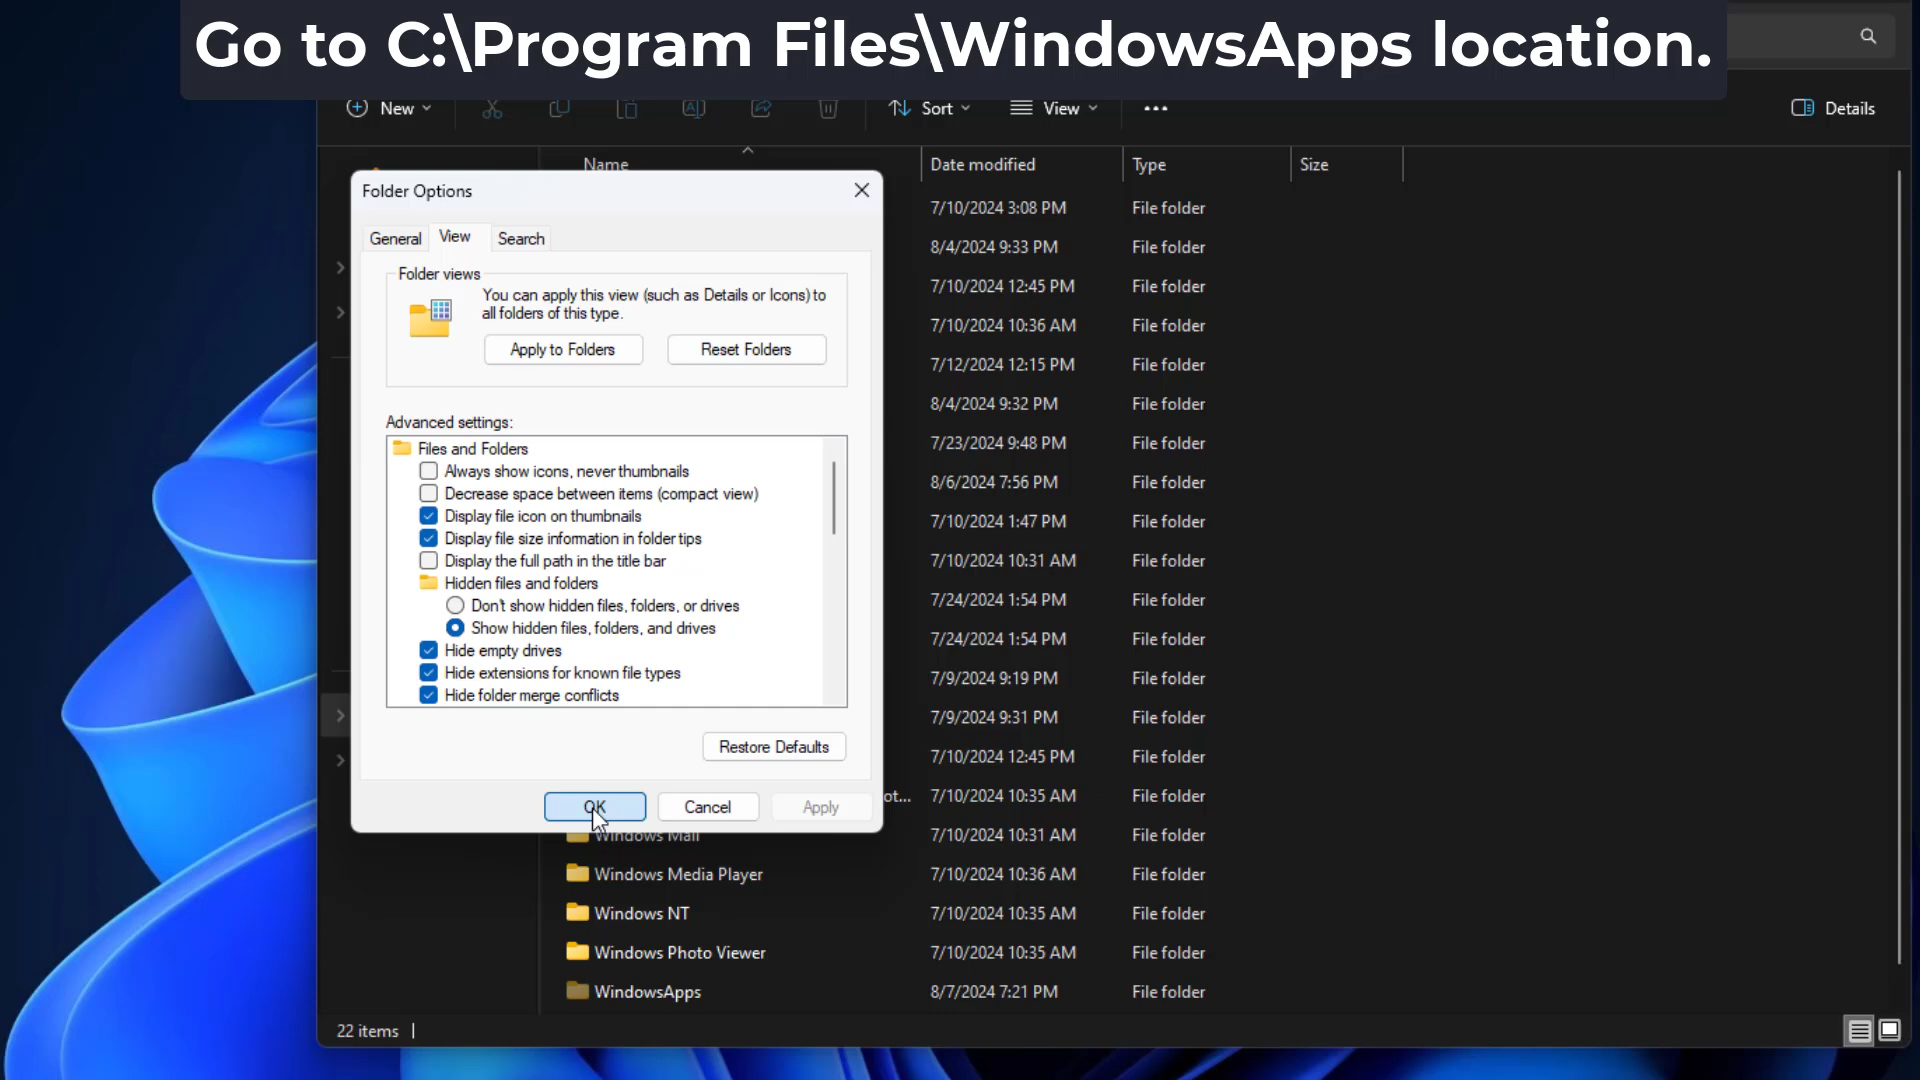 Go to C:\Program Files\WindowsApps location.
New
Sort
View
Details
Name
Date modified
Type
Size
Folder Options
General
View
Search
Folder views
You can apply this view (such as Details or Icons) to
all folders of this type.
Apply to Folders
Reset Folders
Advanced settings:
Files and Folders
Always show icons, never thumbnails
Decrease space between items (compact view)
Display file icon on thumbnails
Display file size information in folder tips
Display the full path in the title bar
Hidden files and folders
Don't show hidden files, folders, or drives
Show hidden files, folders, and drives
Hide empty drives
Hide extensions for known file types
Hide folder merge conflicts
Restore Defaults
OK
Cancel
Apply
7/10/2024 3:08 PM File folder
8/4/2024 9:33 PM File folder
7/10/2024 12:45 PM File folder
7/10/2024 10:36 AM File folder
7/12/2024 12:15 PM File folder
8/4/2024 9:32 PM File folder
7/23/2024 9:48 PM File folder
8/6/2024 7:56 PM File folder
7/10/2024 1:47 PM File folder
7/10/2024 10:31 AM File folder
7/24/2024 1:54 PM File folder
7/24/2024 1:54 PM File folder
7/9/2024 9:19 PM File folder
7/9/2024 9:31 PM File folder
7/10/2024 12:45 PM File folder
ot... 7/10/2024 10:35 AM File folder
Windows Mail 7/10/2024 10:31 AM File folder
Windows Media Player 7/10/2024 10:36 AM File folder
Windows NT 7/10/2024 10:35 AM File folder
Windows Photo Viewer 7/10/2024 10:35 AM File folder
WindowsApps 8/7/2024 7:21 PM File folder
22 items